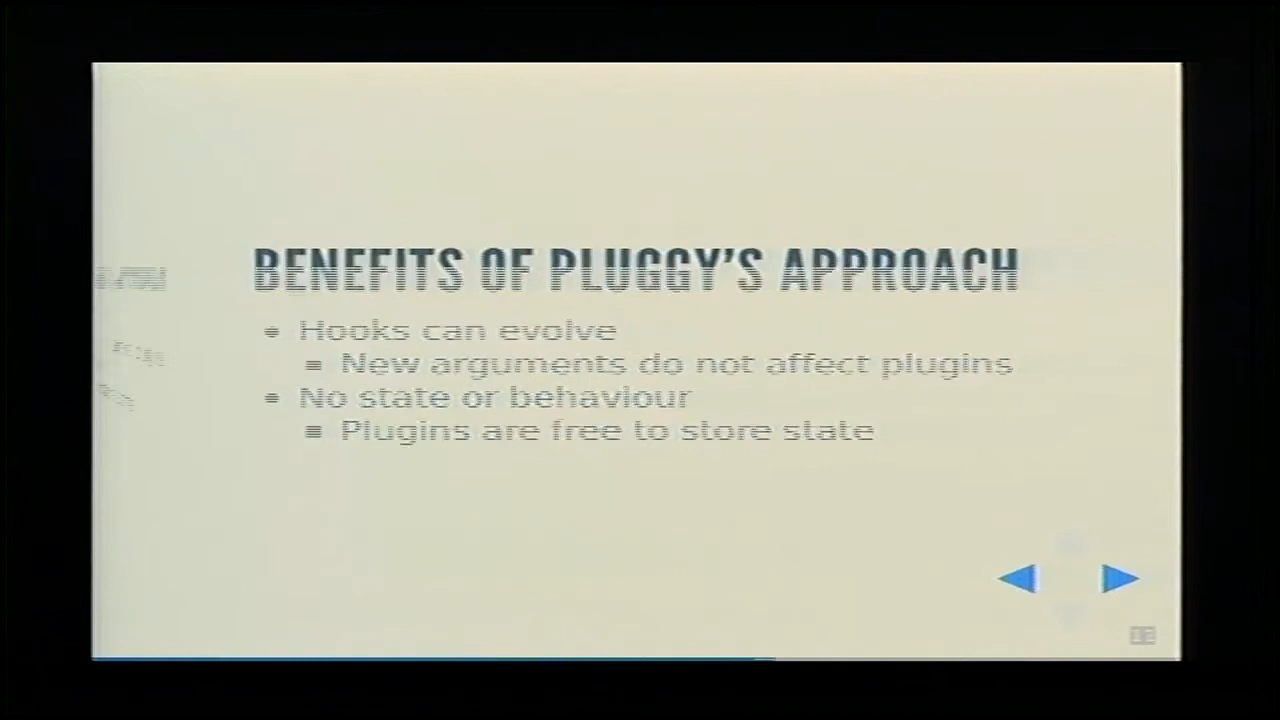 BENEFITS OF PLUGGY'S APPROACH
• Hooks can evolve
▪ New arguments do not affect plugins
• No state or behaviour
▪ Plugins are free to store state